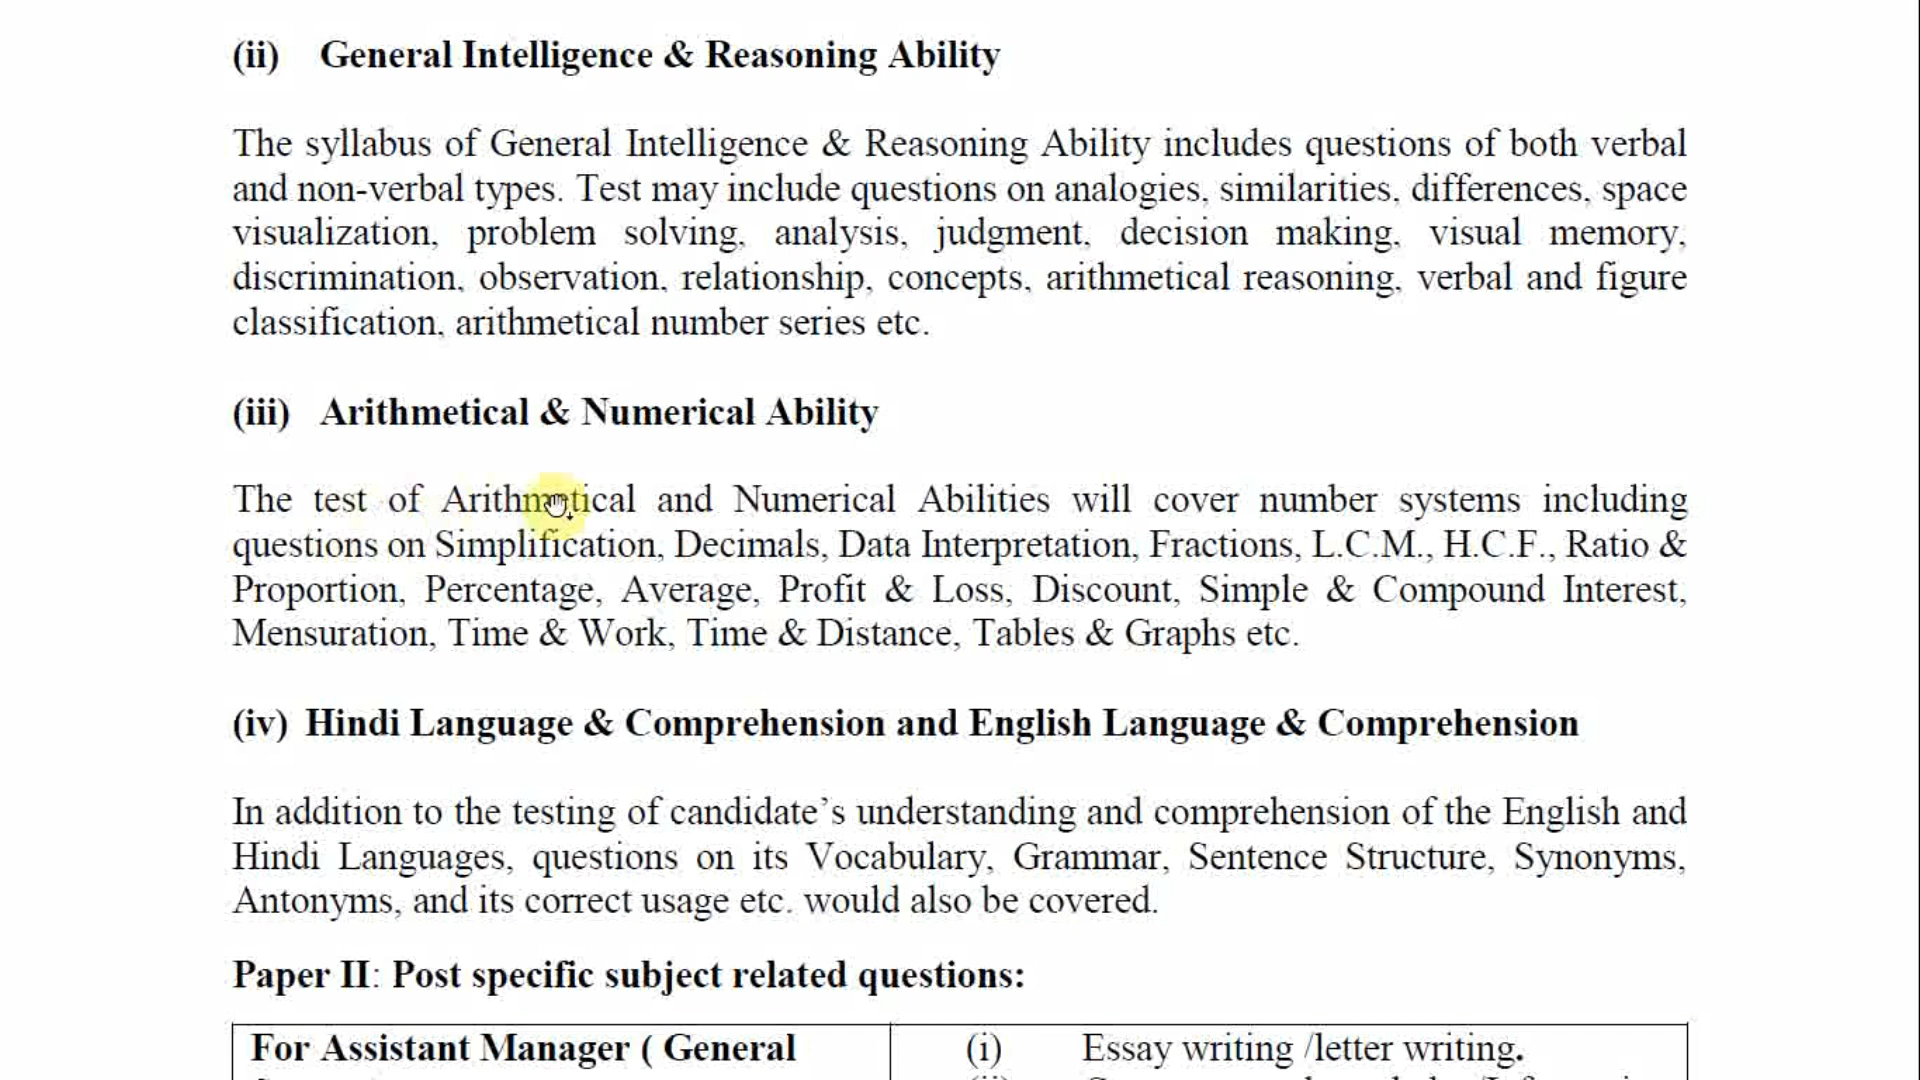 (ii) General Intelligence & Reasoning Ability
The syllabus of General Intelligence & Reasoning Ability includes questions of both verbal
and non-verbal types. Test may include questions on analogies, similarities, differences, space
visualization, problem solving, analysis, judgment, decision making, visual memory,
discrimination, observation, relationship, concepts, arithmetical reasoning, verbal and figure
classification, arithmetical number series etc.
(iii) Arithmetical & Numerical Ability
The test of Arithmetical and Numerical Abilities will cover number systems including
questions on Simplification, Decimals, Data Interpretation, Fractions, L.C.M., H.C.F., Ratio &
Proportion, Percentage, Average, Profit & Loss, Discount, Simple & Compound Interest,
Mensuration, Time & Work, Time & Distance, Tables & Graphs etc.
(iv) Hindi Language & Comprehension and English Language & Comprehension
In addition to the testing of candidate’s understanding and comprehension of the English and
Hindi Languages, questions on its Vocabulary, Grammar, Sentence Structure, Synonyms,
Antonyms, and its correct usage etc. would also be covered.
Paper II: Post specific subject related questions:
For Assistant Manager ( General
(i) Essay writing /letter writing.